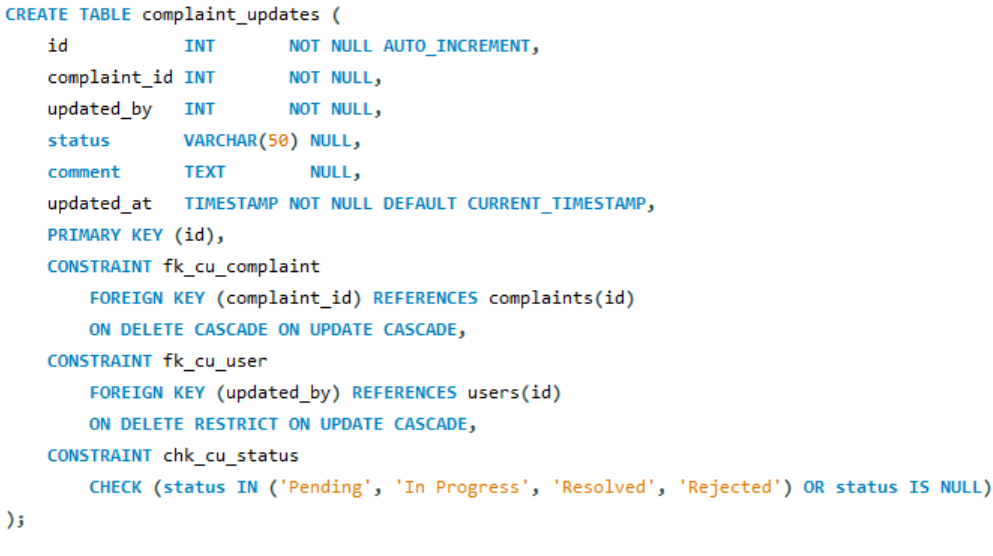 CREATE TABLE complaint_updates (
    id           INT       NOT NULL AUTO_INCREMENT,
    complaint_id INT       NOT NULL,
    updated_by   INT       NOT NULL,
    status       VARCHAR(50) NULL,
    comment      TEXT        NULL,
    updated_at   TIMESTAMP NOT NULL DEFAULT CURRENT_TIMESTAMP,
    PRIMARY KEY (id),
    CONSTRAINT fk_cu_complaint
        FOREIGN KEY (complaint_id) REFERENCES complaints(id)
        ON DELETE CASCADE ON UPDATE CASCADE,
    CONSTRAINT fk_cu_user
        FOREIGN KEY (updated_by) REFERENCES users(id)
        ON DELETE RESTRICT ON UPDATE CASCADE,
    CONSTRAINT chk_cu_status
        CHECK (status IN ('Pending', 'In Progress', 'Resolved', 'Rejected') OR status IS NULL)
);